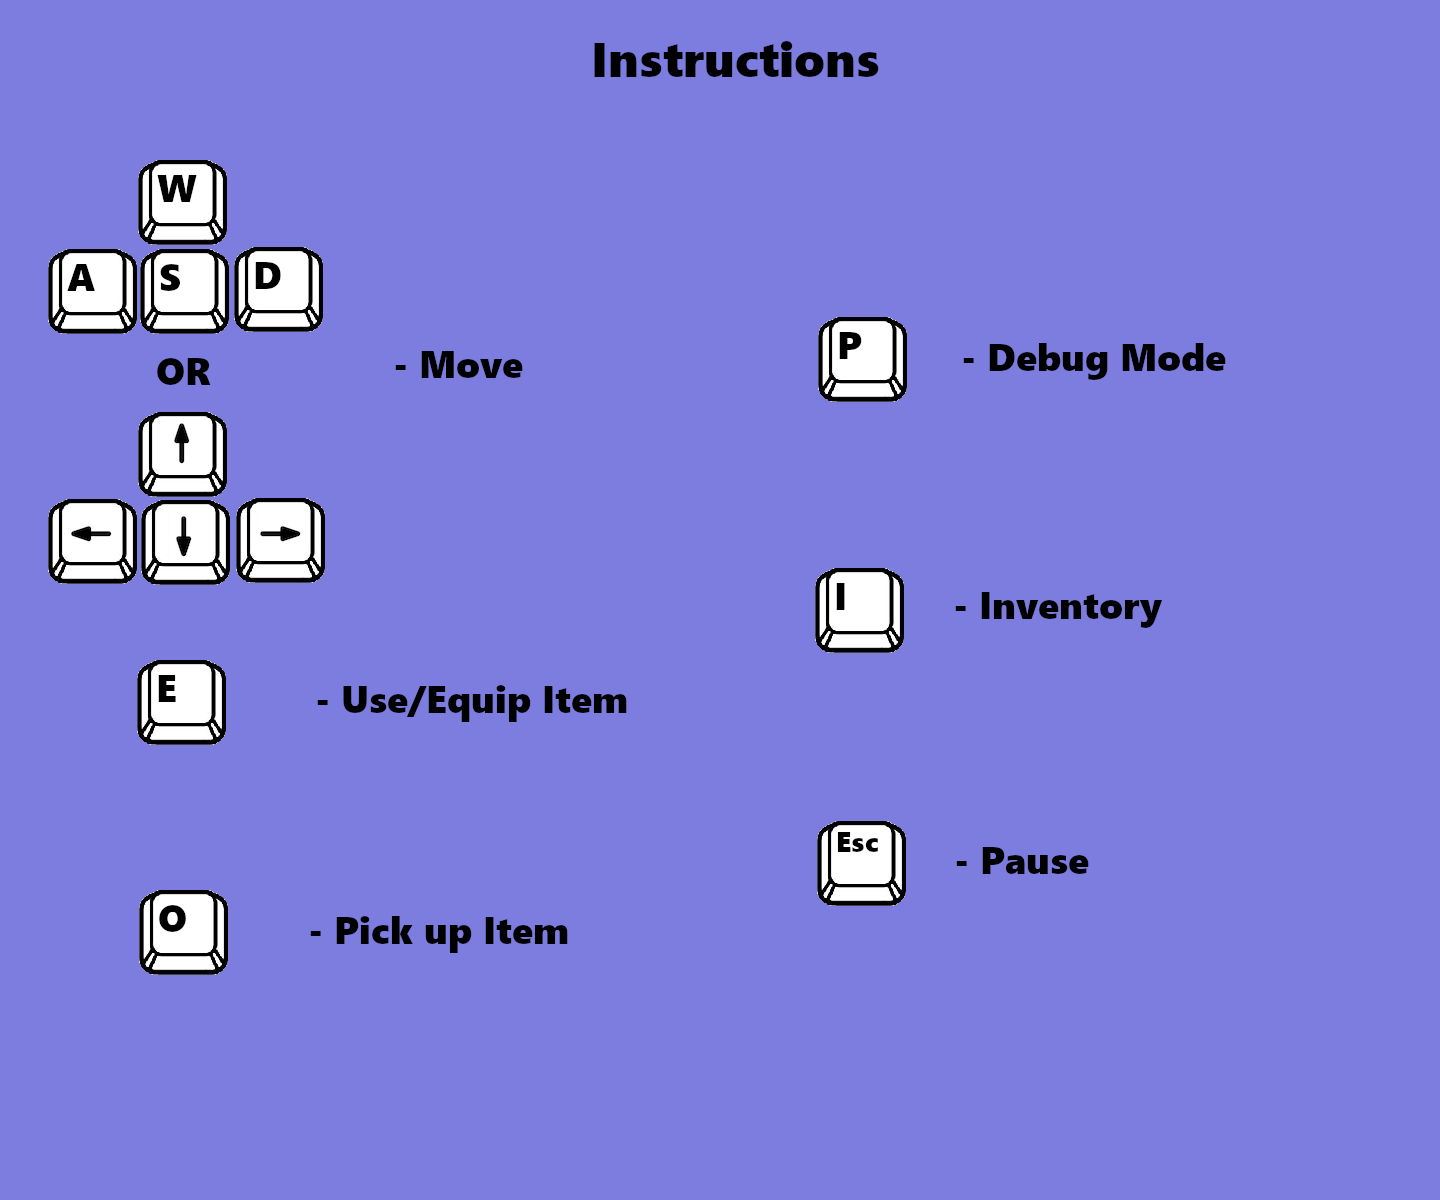 Instructions
W
A S D
OR
- Move
↑
← ↓ →
E - Use/Equip Item
O - Pick up Item
P - Debug Mode
I - Inventory
Esc - Pause